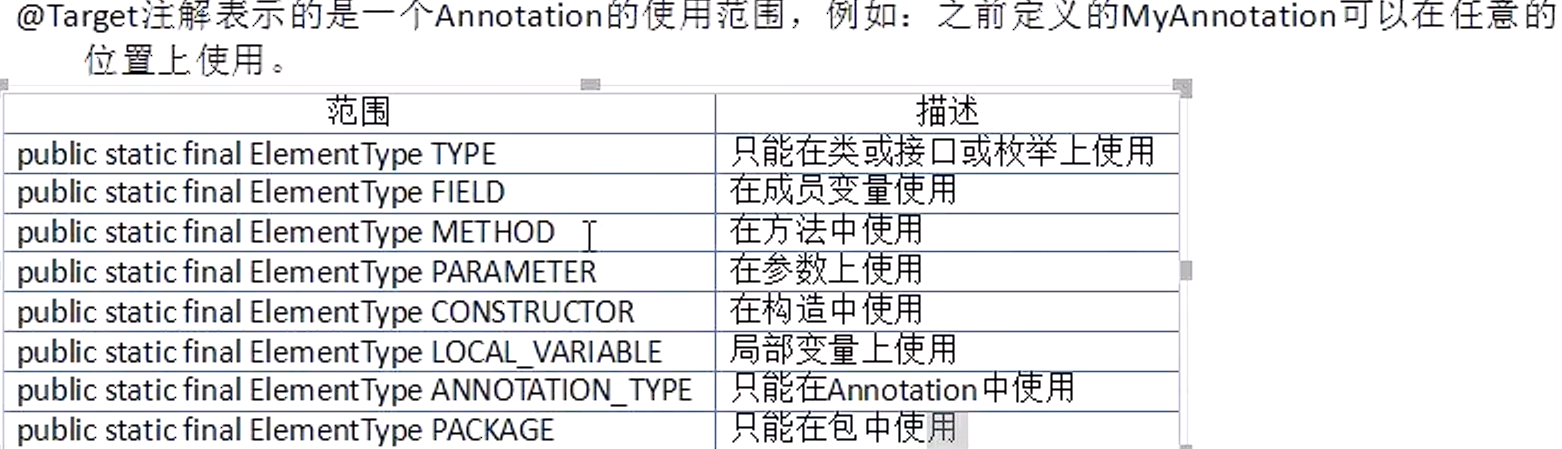 @Target注解表示的是一个Annotation的使用范围，例如：之前定义的MyAnnotation可以在任意的
位置上使用。
范围 描述
public static final ElementType TYPE 只能在类或接口或枚举上使用
public static final ElementType FIELD 在成员变量使用
public static final ElementType METHOD 在方法中使用
public static final ElementType PARAMETER 在参数上使用
public static final ElementType CONSTRUCTOR 在构造中使用
public static final ElementType LOCAL_VARIABLE 局部变量上使用
public static final ElementType ANNOTATION_TYPE 只能在Annotation中使用
public static final ElementType PACKAGE 只能在包中使用